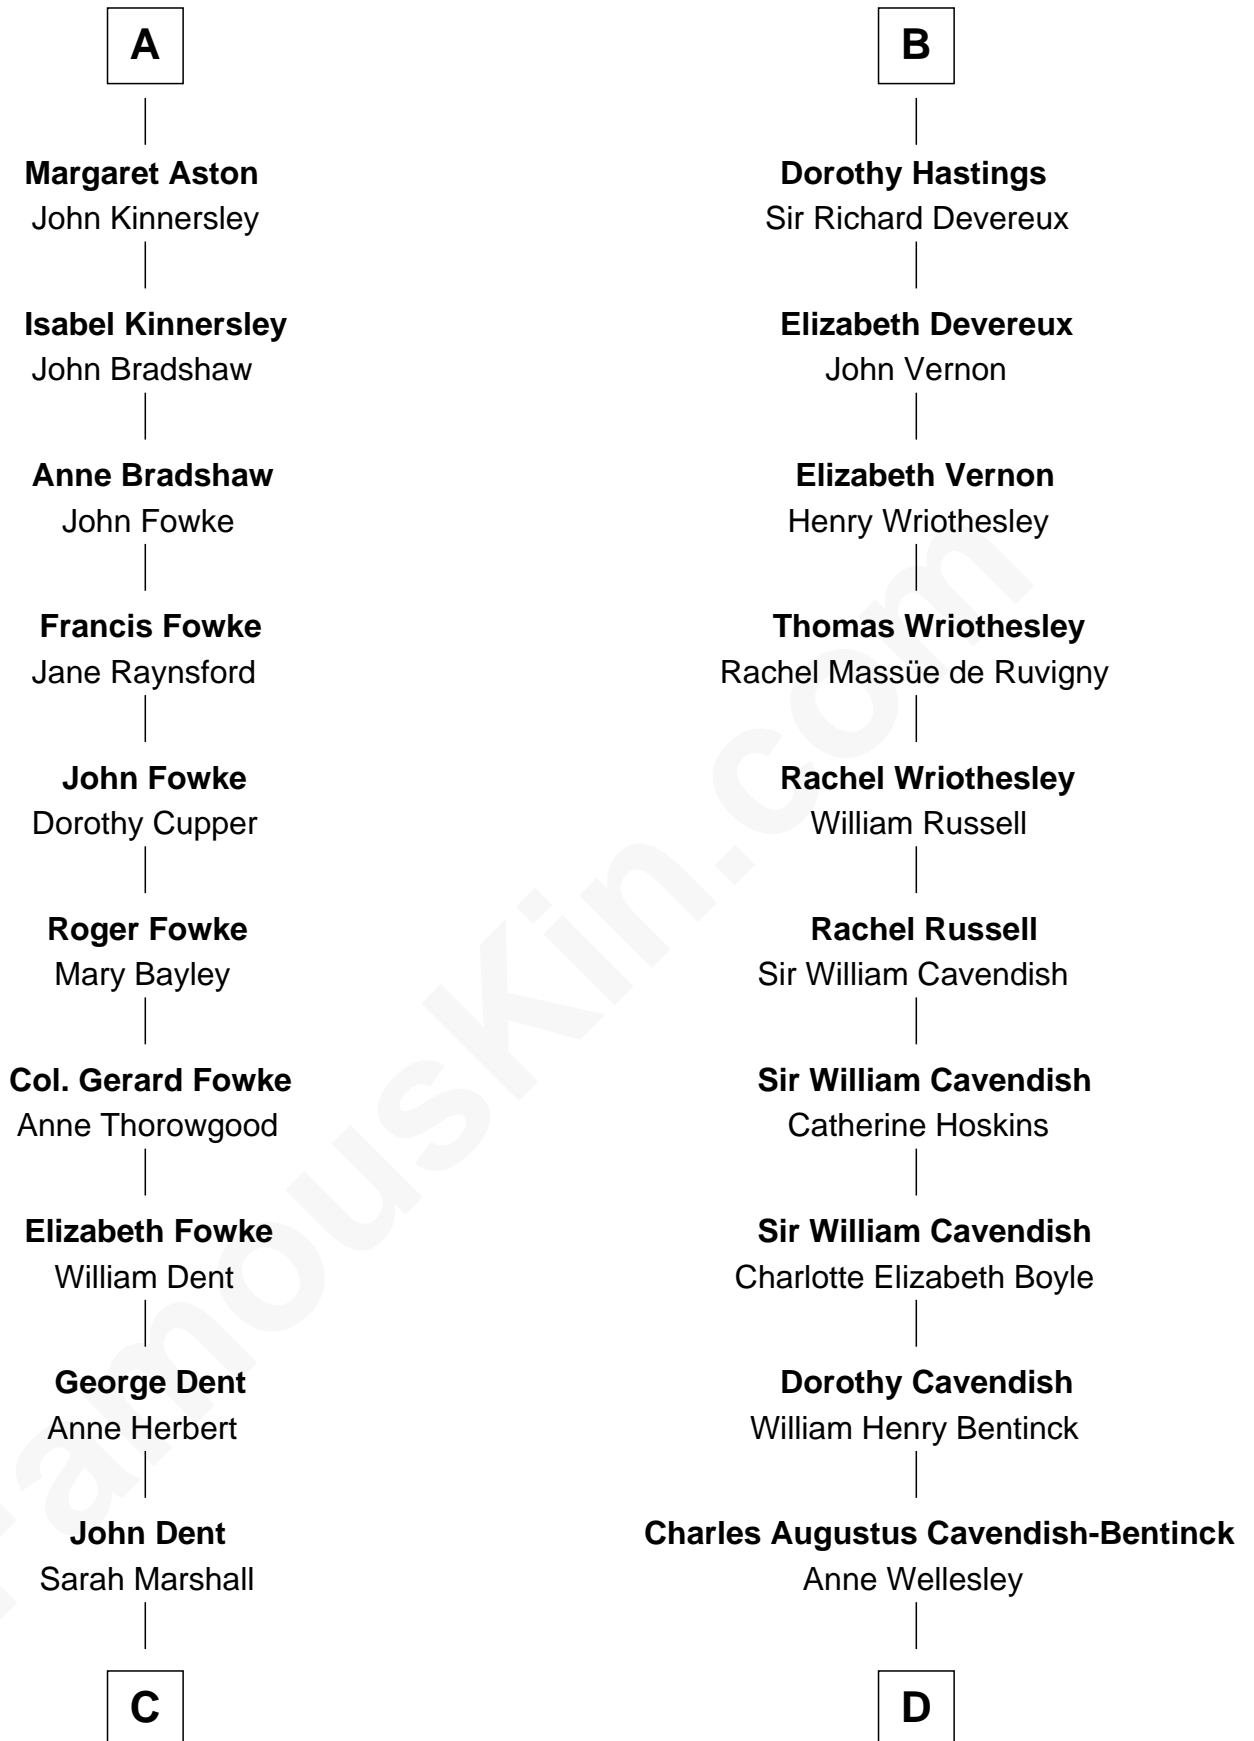 A
Margaret Aston
John Kinnersley
Isabel Kinnersley
John Bradshaw
Anne Bradshaw
John Fowke
Francis Fowke
Jane Raynsford
John Fowke
Dorothy Cupper
Roger Fowke
Mary Bayley
Col. Gerard Fowke
Anne Thorowgood
Elizabeth Fowke
William Dent
George Dent
Anne Herbert
John Dent
Sarah Marshall
C
B
Dorothy Hastings
Sir Richard Devereux
Elizabeth Devereux
John Vernon
Elizabeth Vernon
Henry Wriothesley
Thomas Wriothesley
Rachel Massüe de Ruvigny
Rachel Wriothesley
William Russell
Rachel Russell
Sir William Cavendish
Sir William Cavendish
Catherine Hoskins
Sir William Cavendish
Charlotte Elizabeth Boyle
Dorothy Cavendish
William Henry Bentinck
Charles Augustus Cavendish-Bentinck
Anne Wellesley
D
FamousKin.com